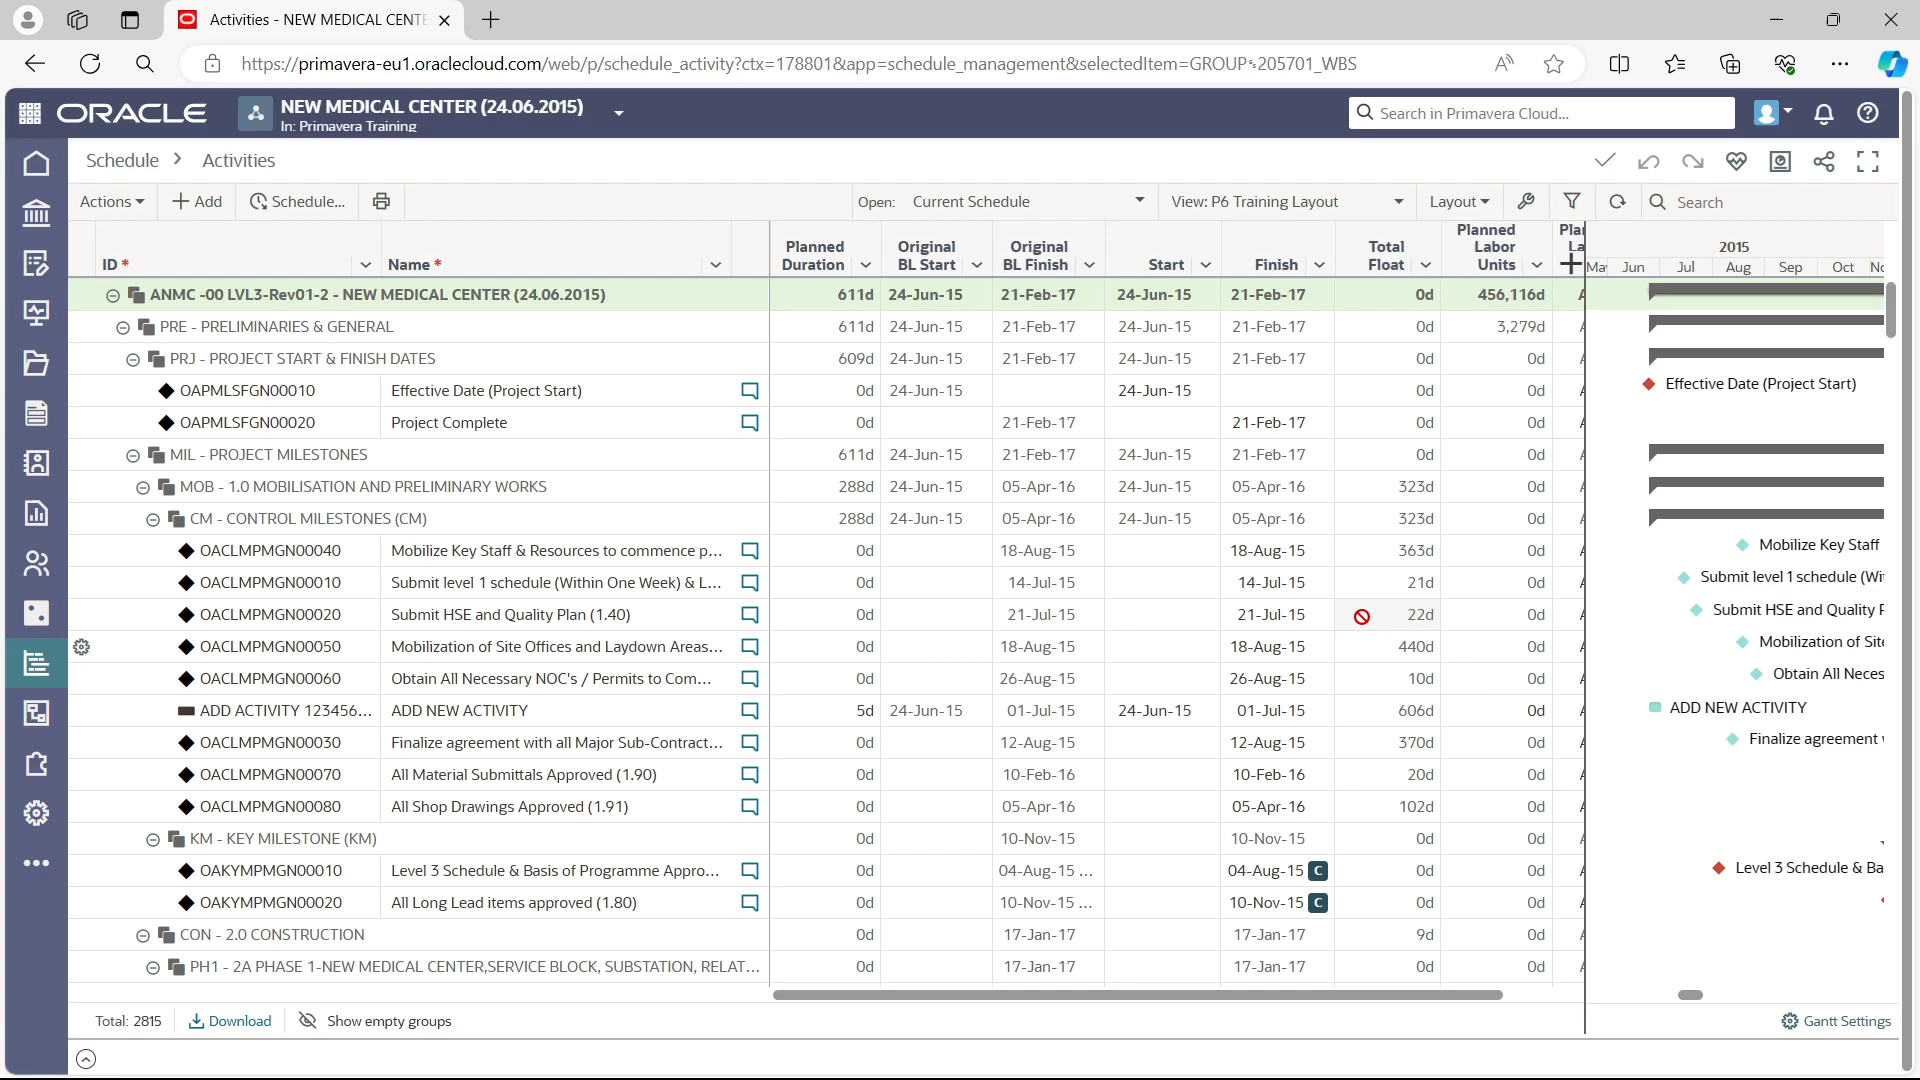 Activities - NEW MEDICAL CENTE
https://primavera-eu1.oraclecloud.com/web/p/schedule_activity?ctx=178801&app=schedule_management&selectedItem=GROUP~205701_WBS
ORACLE
NEW MEDICAL CENTER (24.06.2015)
In: Primavera Training
Search in Primavera Cloud...
Schedule > Activities
Actions + Add Schedule... Open: Current Schedule View: P6 Training Layout Layout Search
ID * Name * Planned Duration Original BL Start Original BL Finish Start Finish Total Float Planned Labor Units
2015
Jun Jul Aug Sep Oct
ANMC -00 LVL3-Rev01-2 - NEW MEDICAL CENTER (24.06.2015) 611d 24-Jun-15 21-Feb-17 24-Jun-15 21-Feb-17 0d 456,116d
PRE - PRELIMINARIES & GENERAL 611d 24-Jun-15 21-Feb-17 24-Jun-15 21-Feb-17 0d 3,279d
PRJ - PROJECT START & FINISH DATES 609d 24-Jun-15 21-Feb-17 24-Jun-15 21-Feb-17 0d 0d
OAPMLSFGN00010 Effective Date (Project Start) 0d 24-Jun-15 24-Jun-15 0d 0d Effective Date (Project Start)
OAPMLSFGN00020 Project Complete 0d 21-Feb-17 21-Feb-17 0d 0d
MIL - PROJECT MILESTONES 611d 24-Jun-15 21-Feb-17 24-Jun-15 21-Feb-17 0d 0d
MOB - 1.0 MOBILISATION AND PRELIMINARY WORKS 288d 24-Jun-15 05-Apr-16 24-Jun-15 05-Apr-16 323d 0d
CM - CONTROL MILESTONES (CM) 288d 24-Jun-15 05-Apr-16 24-Jun-15 05-Apr-16 323d 0d
OACLMPMGN00040 Mobilize Key Staff & Resources to commence p... 0d 18-Aug-15 18-Aug-15 363d 0d Mobilize Key Staff
OACLMPMGN00010 Submit level 1 schedule (Within One Week) & L... 0d 14-Jul-15 14-Jul-15 21d 0d Submit level 1 schedule (Wi
OACLMPMGN00020 Submit HSE and Quality Plan (1.40) 0d 21-Jul-15 21-Jul-15 22d 0d Submit HSE and Quality
OACLMPMGN00050 Mobilization of Site Offices and Laydown Areas... 0d 18-Aug-15 18-Aug-15 440d 0d Mobilization of Site
OACLMPMGN00060 Obtain All Necessary NOC's / Permits to Com... 0d 26-Aug-15 26-Aug-15 10d 0d Obtain All Neces
ADD ACTIVITY 123456... ADD NEW ACTIVITY 5d 24-Jun-15 01-Jul-15 24-Jun-15 01-Jul-15 606d 0d ADD NEW ACTIVITY
OACLMPMGN00030 Finalize agreement with all Major Sub-Contract... 0d 12-Aug-15 12-Aug-15 370d 0d Finalize agreement
OACLMPMGN00070 All Material Submittals Approved (1.90) 0d 10-Feb-16 10-Feb-16 20d 0d
OACLMPMGN00080 All Shop Drawings Approved (1.91) 0d 05-Apr-16 05-Apr-16 102d 0d
KM - KEY MILESTONE (KM) 0d 10-Nov-15 10-Nov-15 0d 0d
OAKYMPMGN00010 Level 3 Schedule & Basis of Programme Appro... 0d 04-Aug-15 ... 04-Aug-15 C 0d 0d Level 3 Schedule & Ba
OAKYMPMGN00020 All Long Lead items approved (1.80) 0d 10-Nov-15 ... 10-Nov-15 C 0d 0d
CON - 2.0 CONSTRUCTION 0d 17-Jan-17 17-Jan-17 9d 0d
PH1 - 2A PHASE 1-NEW MEDICAL CENTER,SERVICE BLOCK, SUBSTATION, RELAT... 0d 17-Jan-17 17-Jan-17 0d 0d
Total: 2815 Download Show empty groups Gantt Settings